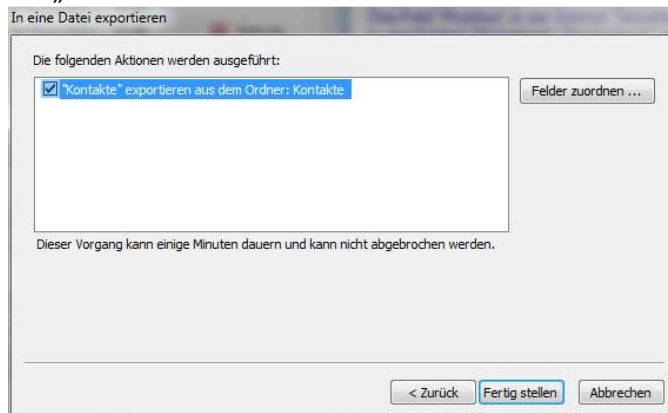 „
In eine Datei exportieren
Die folgenden Aktionen werden ausgeführt:
"Kontakte" exportieren aus dem Ordner: Kontakte
Felder zuordnen ...
Dieser Vorgang kann einige Minuten dauern und kann nicht abgebrochen werden.
< Zurück
Fertig stellen
Abbrechen